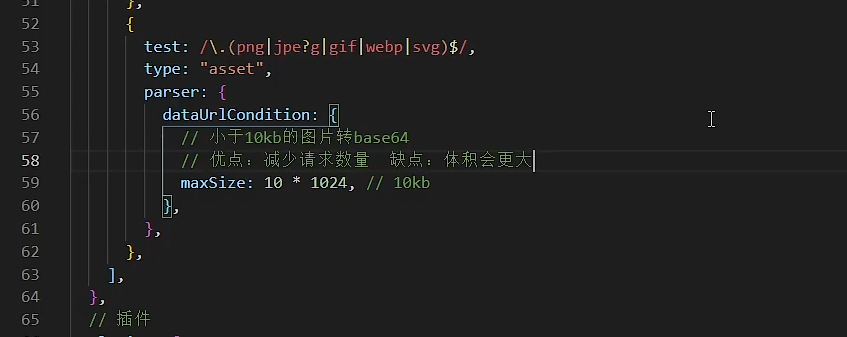 51 },
52 {
53 test: /\.(png|jpe?g|gif|webp|svg)$/,
54 type: "asset",
55 parser: {
56 dataUrlCondition: {
57 // 小于10kb的图片转base64
58 // 优点：减少请求数量 缺点：体积会更大
59 maxSize: 10 * 1024, // 10kb
60 },
61 },
62 },
63 ],
64 },
65 // 插件